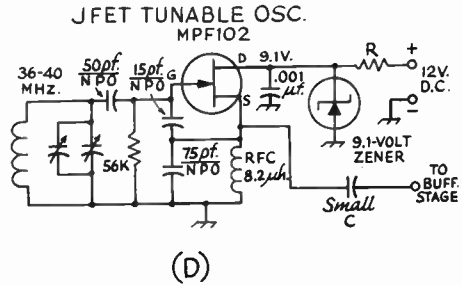 JFET TUNABLE OSC.
MPF102
36-40
MHZ.
50pf.
NPO
15pf.
NPO
G
D
S
9.1V.
.001
µf.
R
+
12V.
D.C.
-
9.1-VOLT
ZENER
56K
75pf.
NPO
RFC
8.2µh.
Small
C
TO
BUFF.
STAGE
(D)